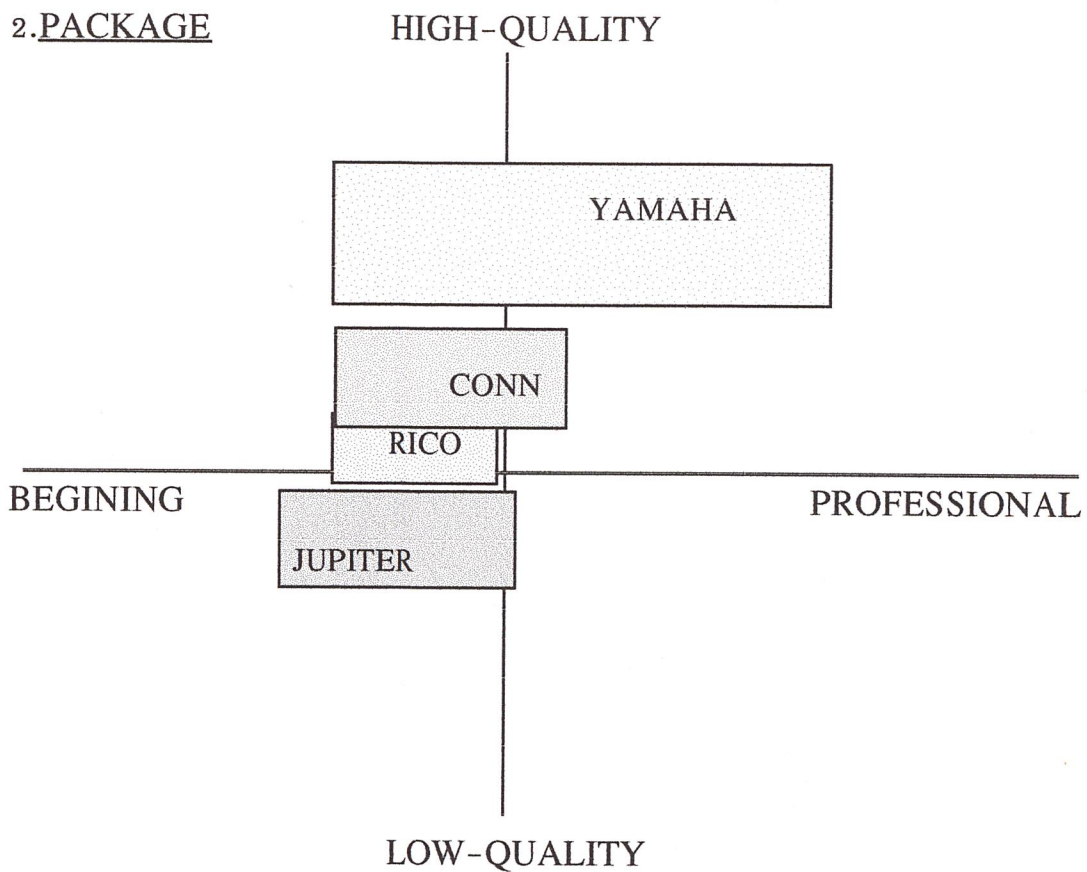 2.PACKAGE
HIGH-QUALITY
YAMAHA
CONN
RICO
BEGINING
PROFESSIONAL
JUPITER
LOW-QUALITY